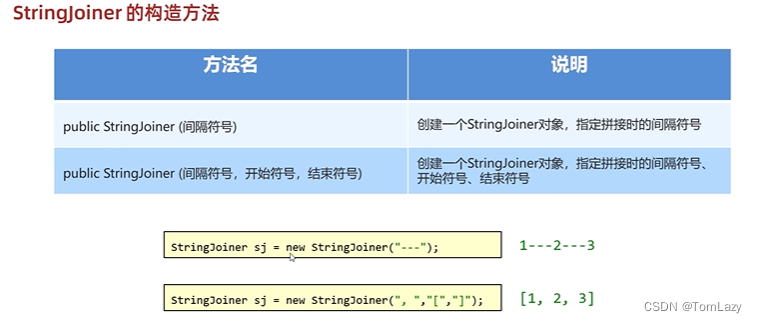 StringJoiner 的构造方法
方法名
说明
public StringJoiner (间隔符号)
创建一个StringJoiner对象，指定拼接时的间隔符号
public StringJoiner (间隔符号，开始符号，结束符号)
创建一个StringJoiner对象，指定拼接时的间隔符号、
开始符号、结束符号
StringJoiner sj = new StringJoiner("---");
1---2---3
StringJoiner sj = new StringJoiner(", ","[","]");
[1, 2, 3]
CSDN @TomLazy